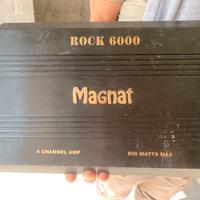 ROCK 6000
Magnat
4 CHANNEL AMP
800 WATTS MAX